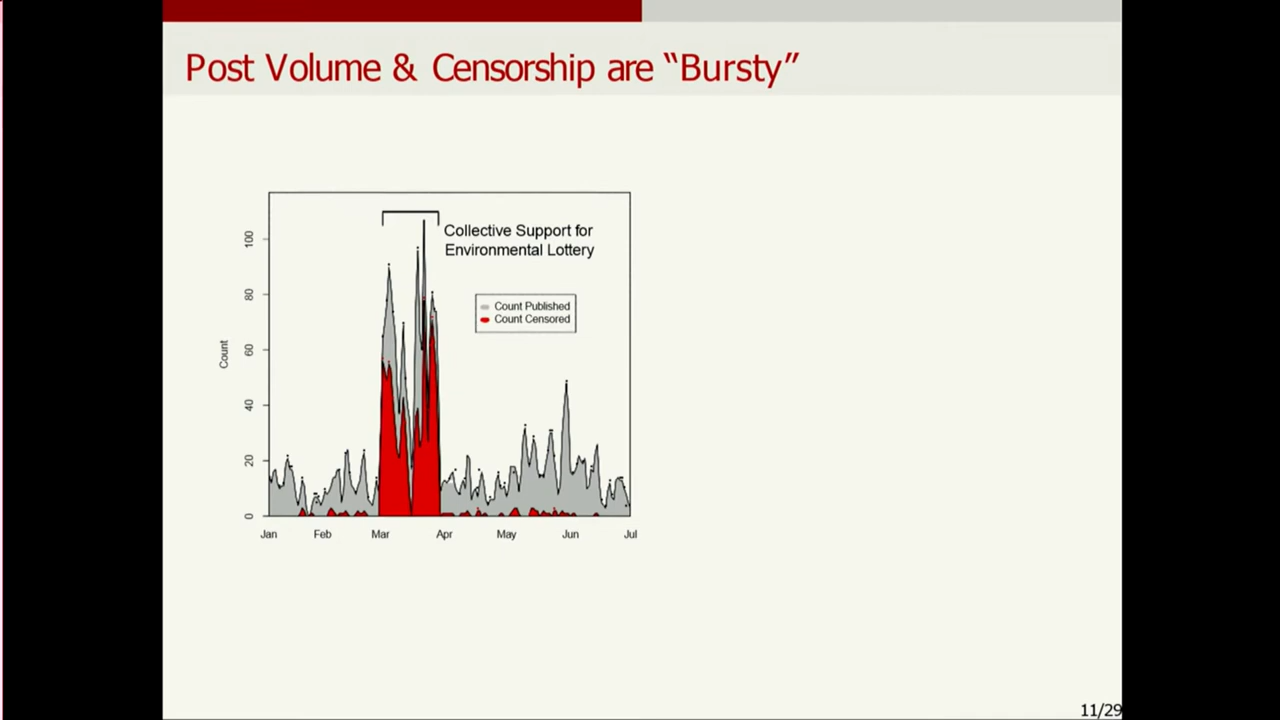 Post Volume & Censorship are “Bursty”
Collective Support for
Environmental Lottery
Count Published
Count Censored
Count
100
80
60
40
20
0
Jan Feb Mar Apr May Jun Jul
11/29